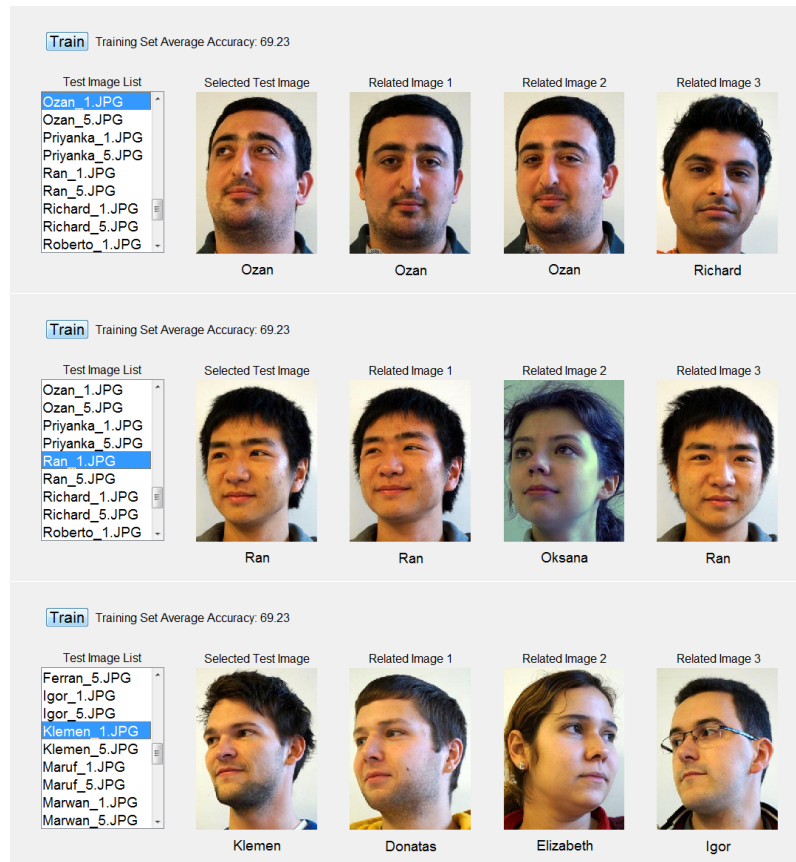 Train Training Set Average Accuracy: 69.23
Test Image List Selected Test Image Related Image 1 Related Image 2 Related Image 3
Ozan_1.JPG
Ozan_5.JPG
Priyanka_1.JPG
Priyanka_5.JPG
Ran_1.JPG
Ran_5.JPG
Richard_1.JPG
Richard_5.JPG
Roberto_1.JPG
Ozan Ozan Ozan Richard
Train Training Set Average Accuracy: 69.23
Test Image List Selected Test Image Related Image 1 Related Image 2 Related Image 3
Ozan_1.JPG
Ozan_5.JPG
Priyanka_1.JPG
Priyanka_5.JPG
Ran_1.JPG
Ran_5.JPG
Richard_1.JPG
Richard_5.JPG
Roberto_1.JPG
Ran Ran Oksana Ran
Train Training Set Average Accuracy: 69.23
Test Image List Selected Test Image Related Image 1 Related Image 2 Related Image 3
Ferran_5.JPG
Igor_1.JPG
Igor_5.JPG
Klemen_1.JPG
Klemen_5.JPG
Maruf_1.JPG
Maruf_5.JPG
Marwan_1.JPG
Marwan_5.JPG
Klemen Donatas Elizabeth Igor